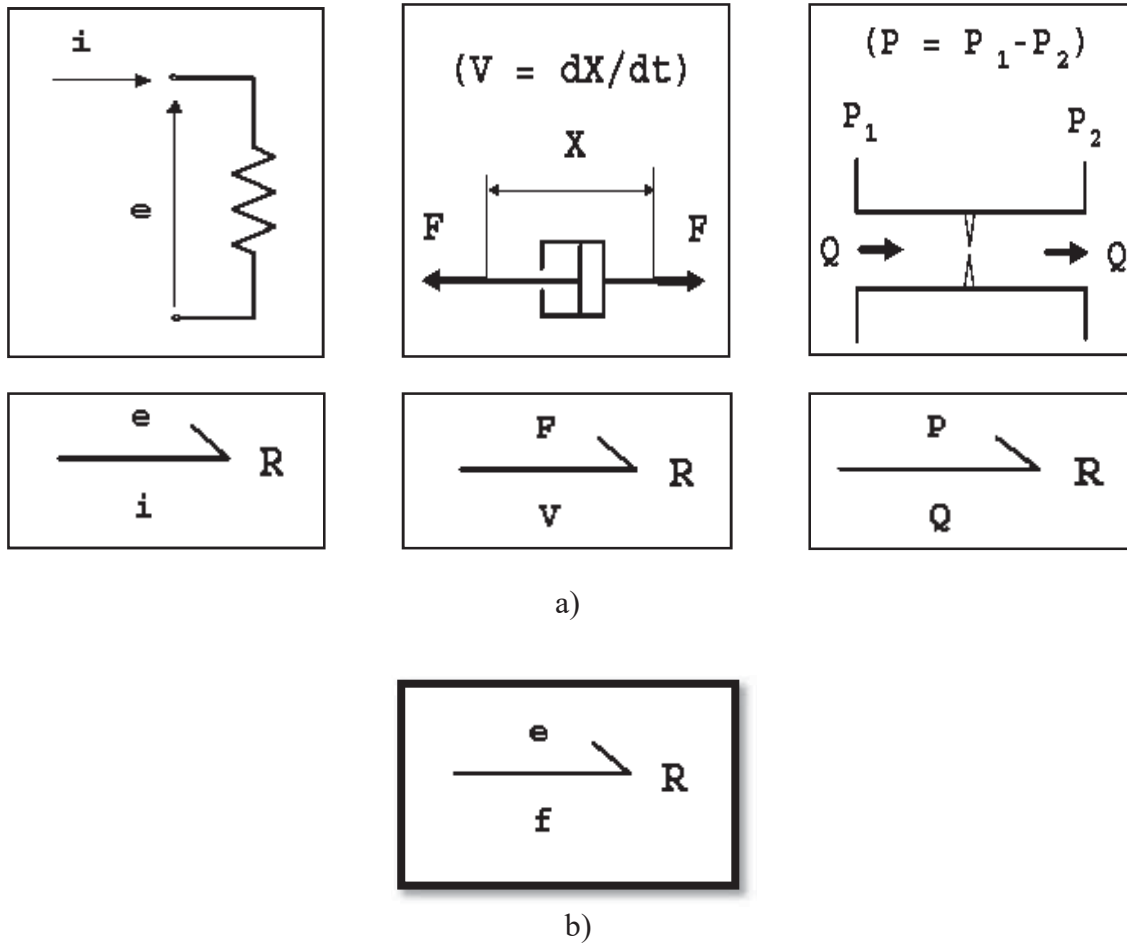 i
e
(V = dX/dt)
X
F F
(P = P₁-P₂)
P₁ P₂
Q Q
e
R
i
F
R
V
P
R
Q
a)
e
R
f
b)